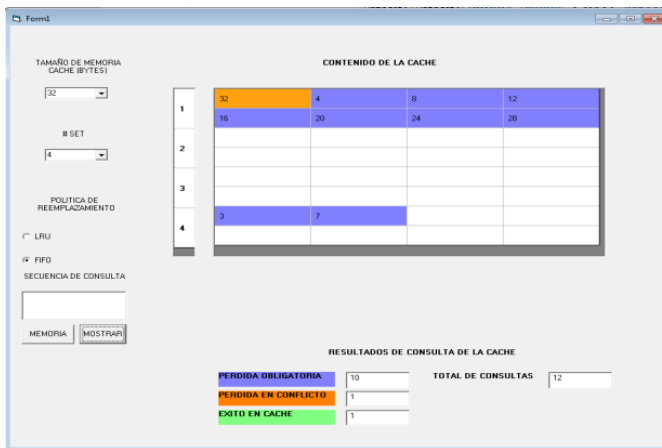 Form1
TAMAÑO DE MEMORIA
CACHE (BYTES)
32
# SET
4
POLITICA DE
REEMPLAZAMIENTO
LRU
FIFO
SECUENCIA DE CONSULTA
MEMORIA
MOSTRAR
CONTENIDO DE LA CACHE
1
32 4 8 12
16 20 24 28
2
3
4
3 7
RESULTADOS DE CONSULTA DE LA CACHE
PERDIDA OBLIGATORIA 10 TOTAL DE CONSULTAS 12
PERDIDA EN CONFLICTO 1
EXITO EN CACHE 1